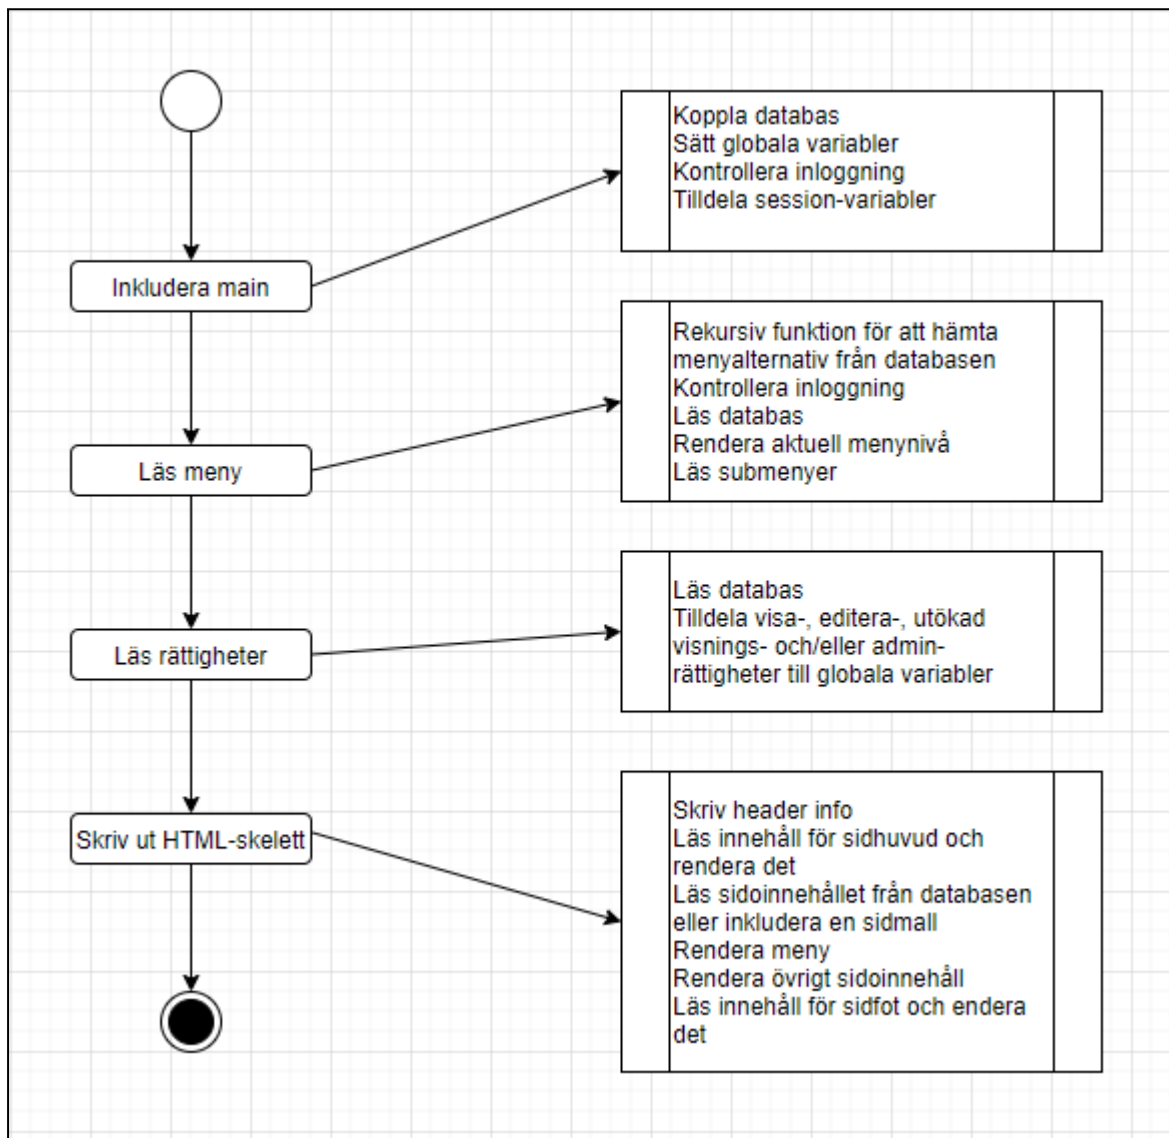 Koppla databas
Sätt globala variabler
Kontrollera inloggning
Tilldela session-variabler
Inkludera main
Rekursiv funktion för att hämta
menyalternativ från databasen
Kontrollera inloggning
Läs databas
Rendera aktuell menynivå
Läs submenyer
Läs meny
Läs databas
Tilldela visa-, editera-, utökad
visnings- och/eller admin-
rättigheter till globala variabler
Läs rättigheter
Skriv header info
Läs innehåll för sidhuvud och
rendera det
Läs sidoinnehållet från databasen
eller inkludera en sidmall
Rendera meny
Rendera övrigt sidoinnehåll
Läs innehåll för sidfot och endera
det
Skriv ut HTML-skelett